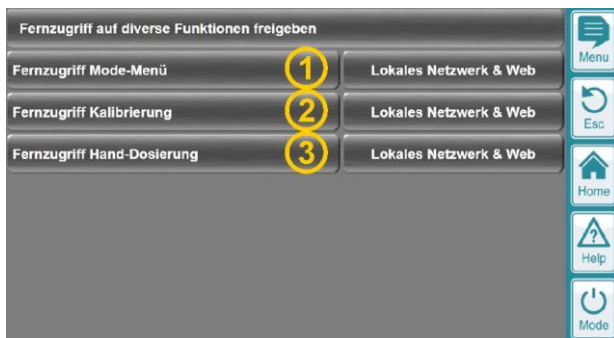 Fernzugriff auf diverse Funktionen freigeben
Fernzugriff Mode-Menü 1 Lokales Netzwerk & Web
Fernzugriff Kalibrierung 2 Lokales Netzwerk & Web
Fernzugriff Hand-Dosierung 3 Lokales Netzwerk & Web
Menu
Esc
Home
?
Help
Mode